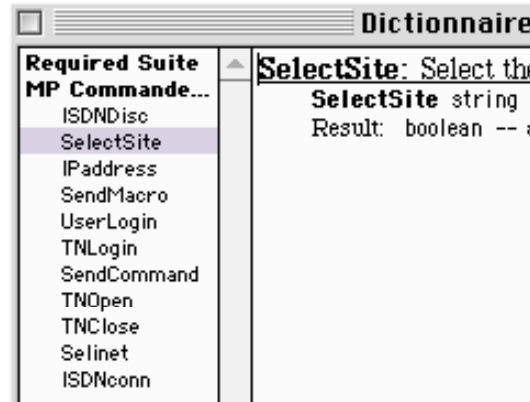 Dictionnaire
Required Suite
MP Commande...
ISDNDisc
SelectSite
IPaddress
SendMacro
UserLogin
TNLogin
SendCommand
TNOpen
TNClose
Selinet
ISDNconn
SelectSite: Select the
SelectSite string
Result: boolean --